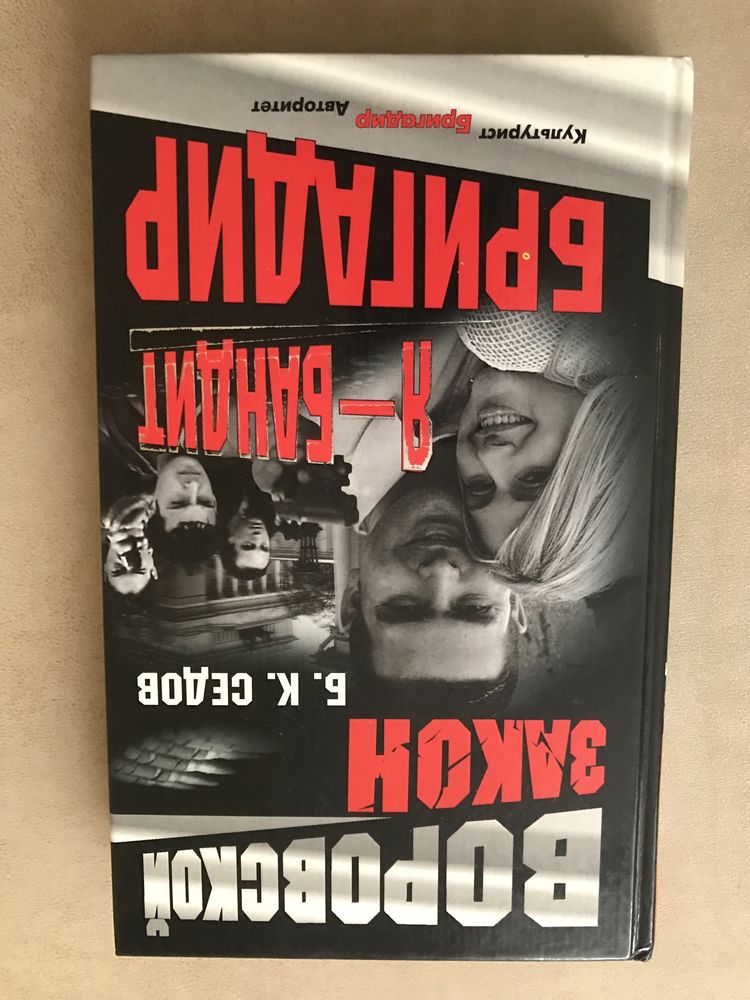 ВОРОВСКОЙ
ЗАКОН
Б. К. СЕДОВ
Я — БАНДИТ
БРИГАДИР
Культурист Бригадир Авторитет